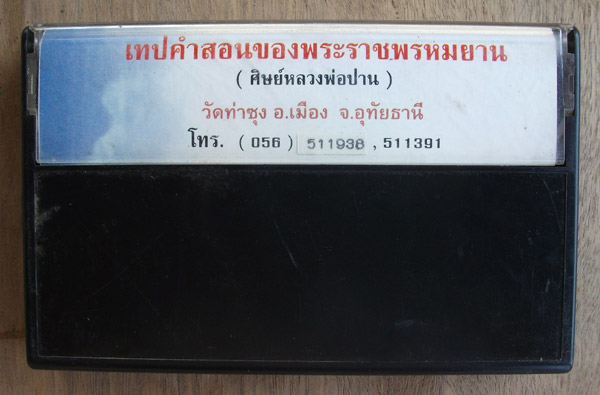 เทปคำสอนของพระราชพรหมยาน
( ศิษย์หลวงพ่อปาน )
วัดท่าซุง อ.เมือง จ.อุทัยธานี
โทร. ( 056 ) 511938 , 511391